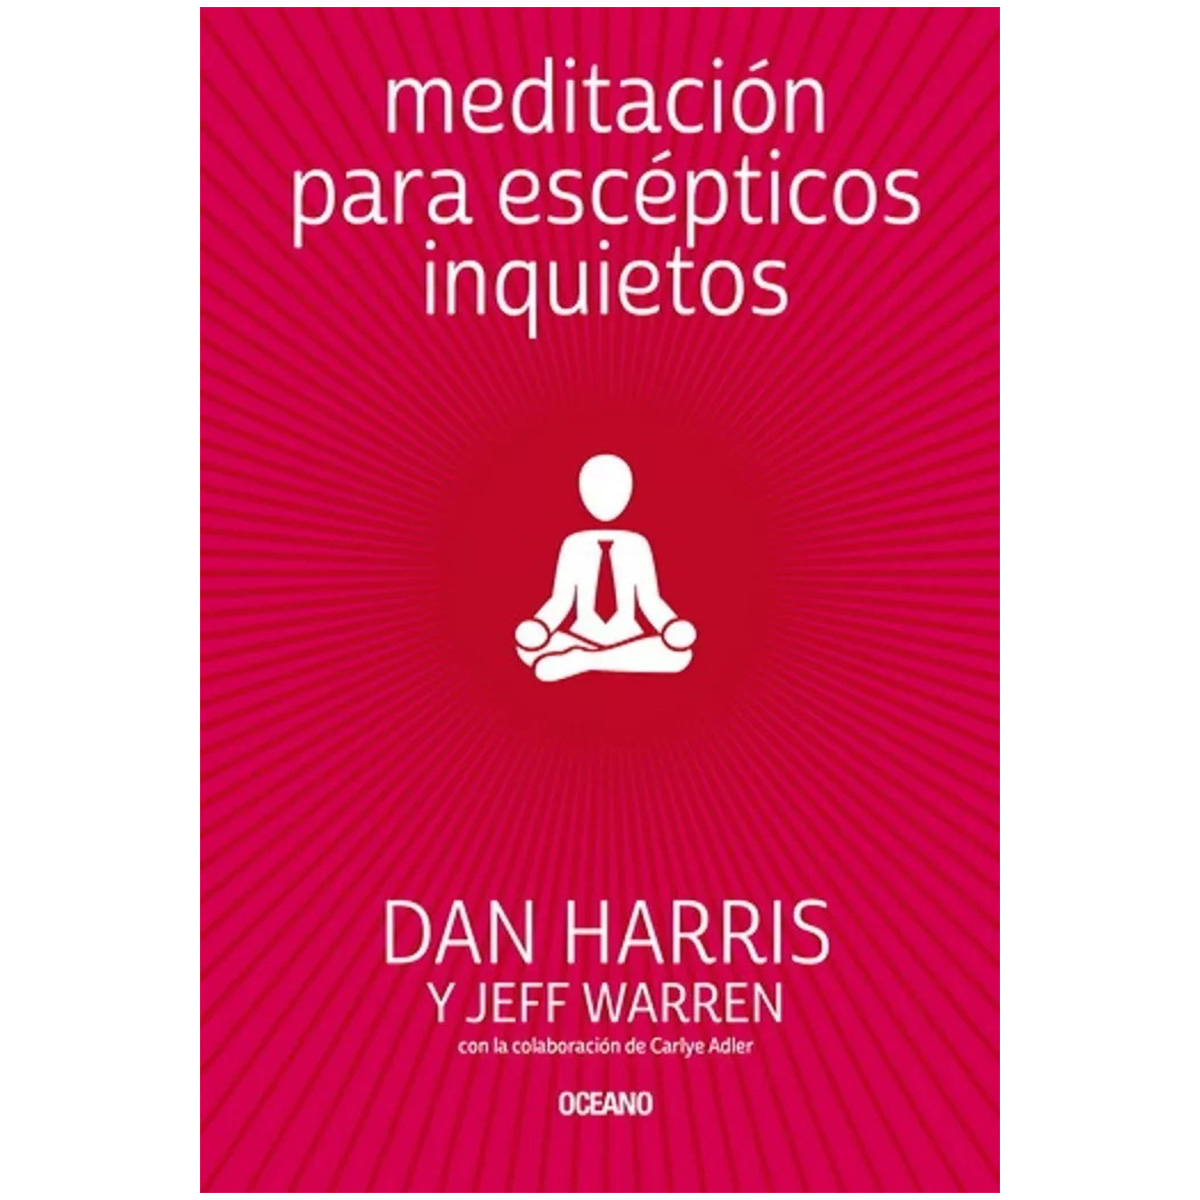 meditación
para escépticos
inquietos
DAN HARRIS
Y JEFF WARREN
con la colaboración de Carlye Adler
OCEANO